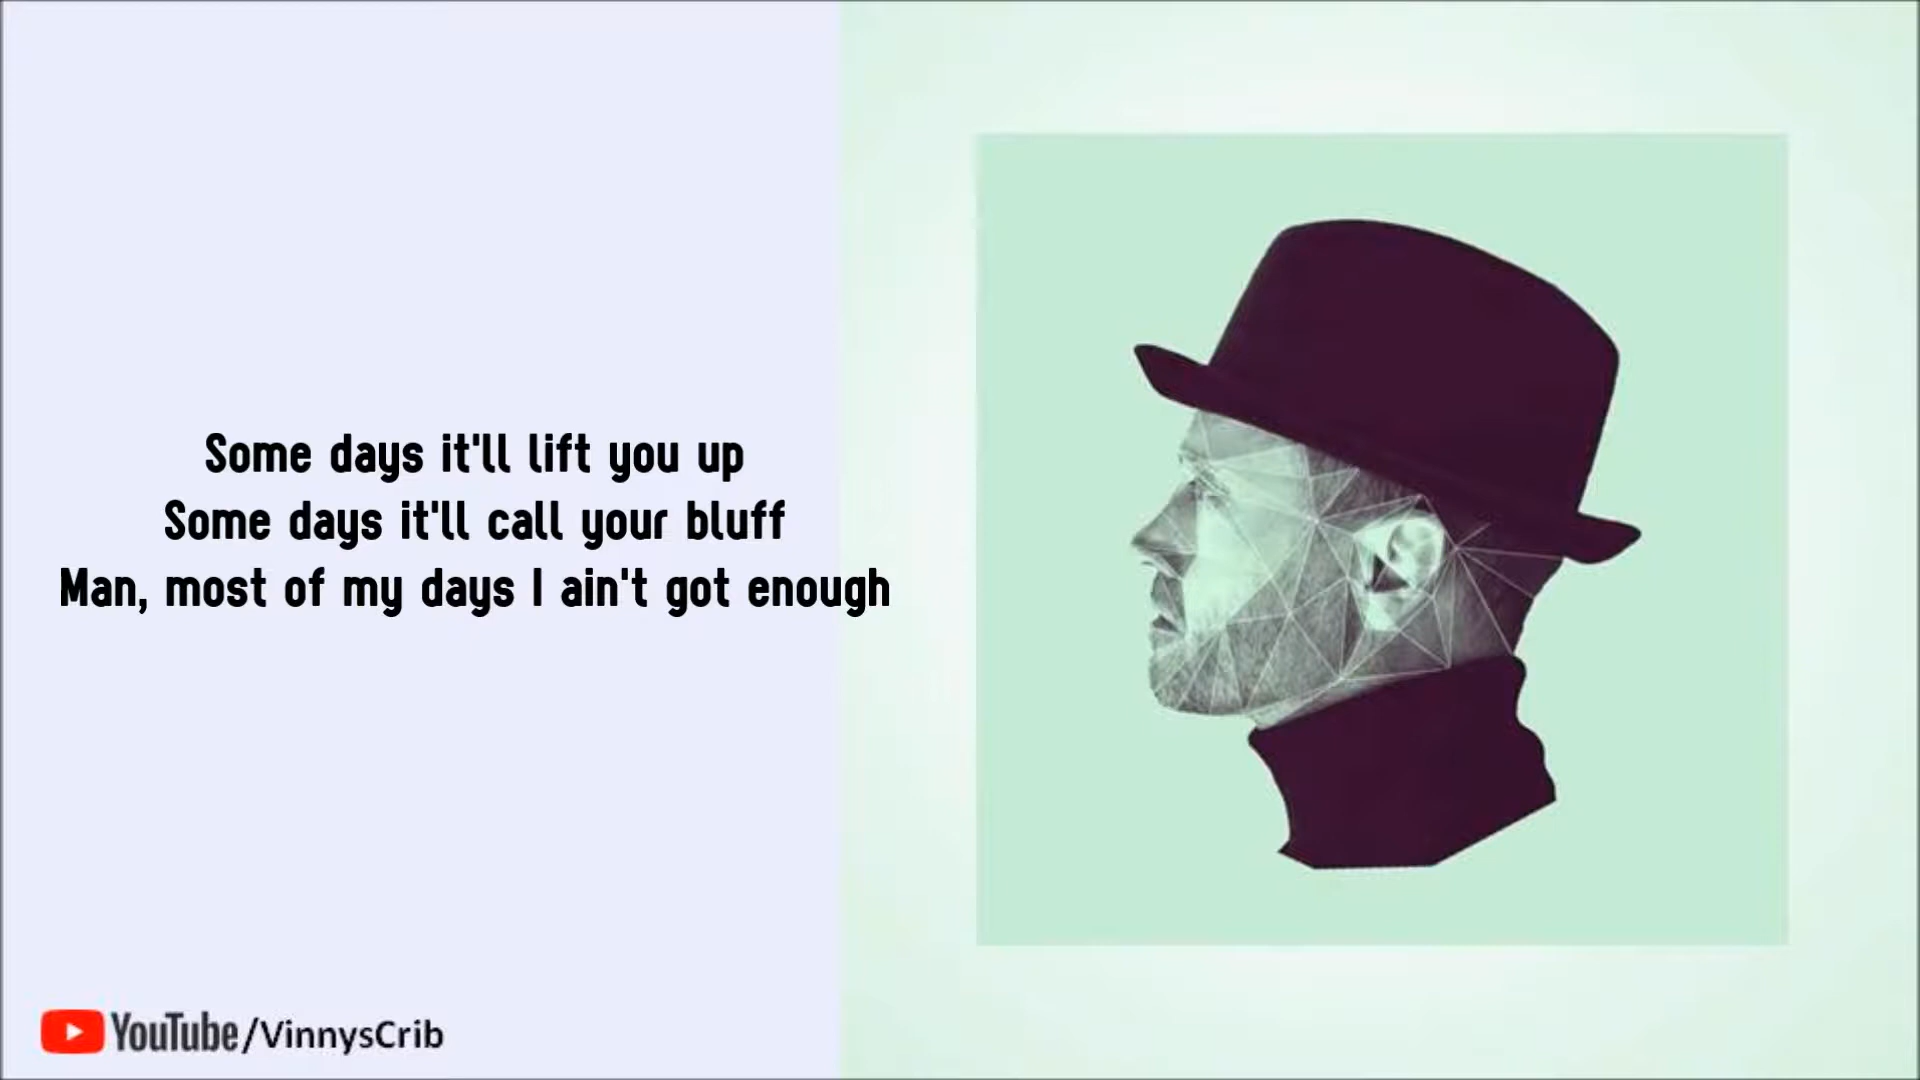 Some days it'll lift you up
Some days it'll call your bluff
Man, most of my days I ain't got enough
YouTube/VinnysCrib